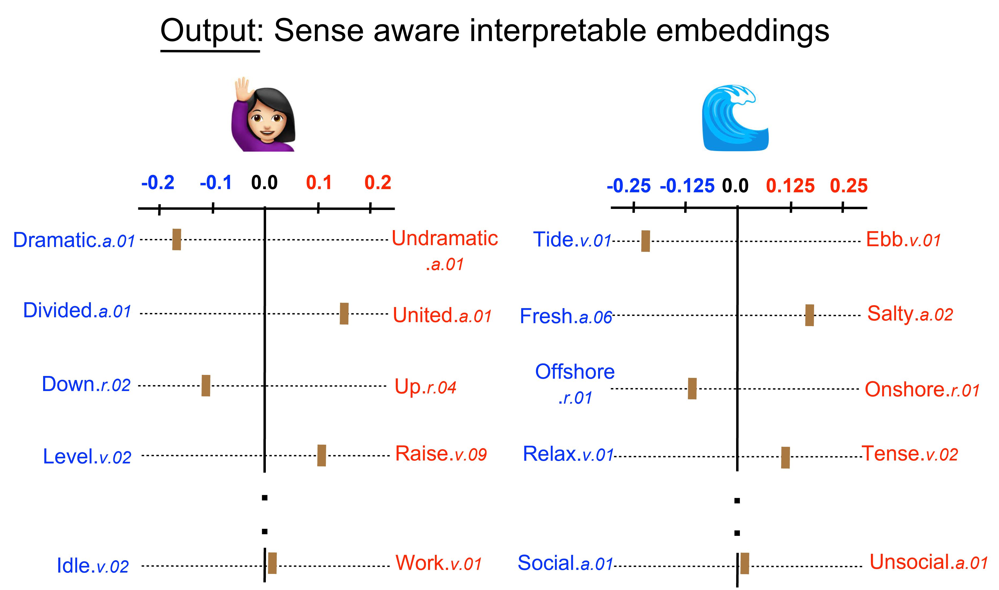 Output: Sense aware interpretable embeddings
-0.2 -0.1 0.0 0.1 0.2
Dramatic.a.01
Undramatic
.a.01
Divided.a.01
United.a.01
Down.r.02
Up.r.04
Level.v.02
Raise.v.09
Idle.v.02
Work.v.01
-0.25 -0.125 0.0 0.125 0.25
Tide.v.01
Ebb.v.01
Fresh.a.06
Salty.a.02
Offshore
.r.01
Onshore.r.01
Relax.v.01
Tense.v.02
Social.a.01
Unsocial.a.01